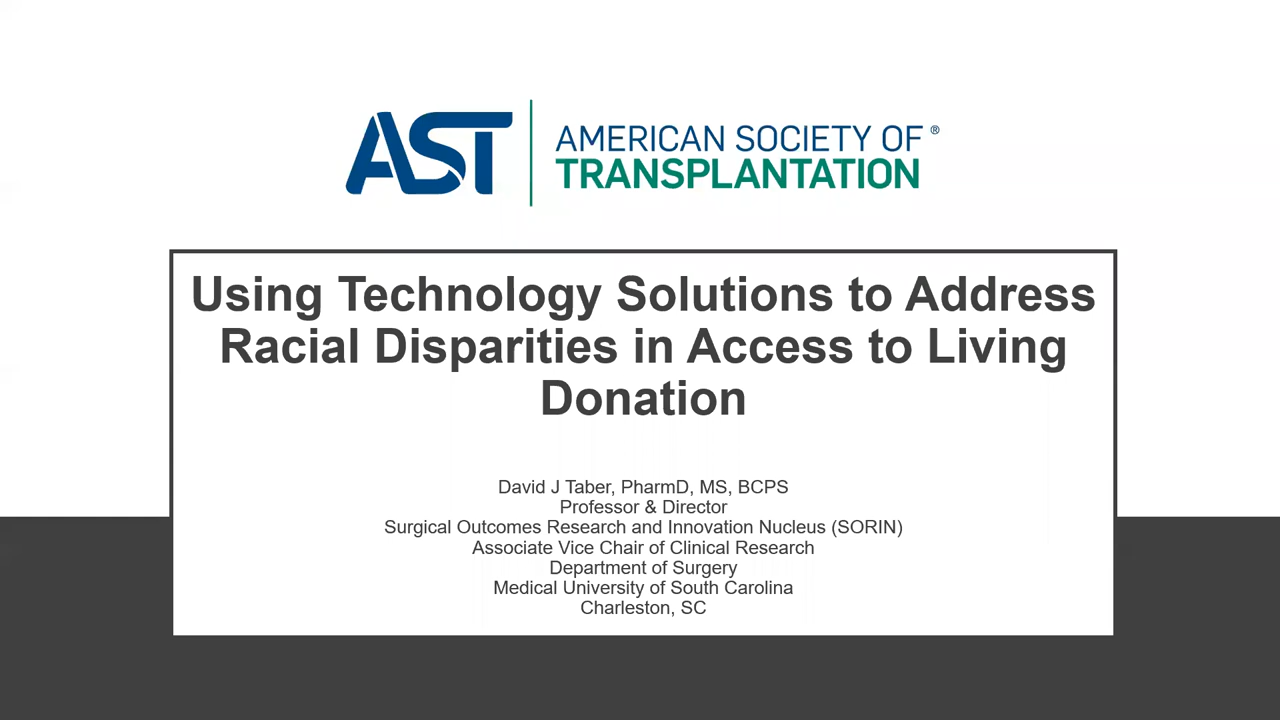 AST
AMERICAN SOCIETY OF ®
TRANSPLANTATION
Using Technology Solutions to Address
Racial Disparities in Access to Living
Donation
David J Taber, PharmD, MS, BCPS
Professor & Director
Surgical Outcomes Research and Innovation Nucleus (SORIN)
Associate Vice Chair of Clinical Research
Department of Surgery
Medical University of South Carolina
Charleston, SC